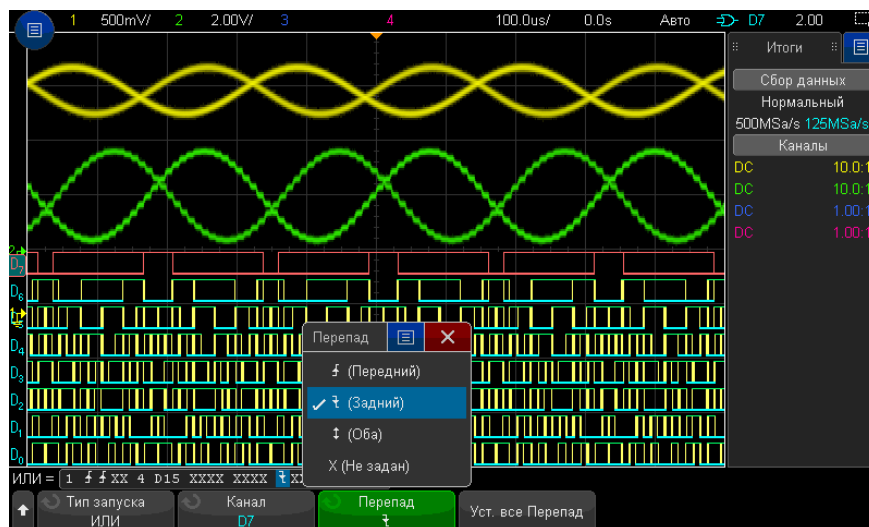 1 500mV/ 2 2.00V/ 3 4 100.0us/ 0.0s Авто D7 2.00
Итоги
Сбор данных
Нормальный
500MSa/s 125MSa/s
Каналы
DC 10.0:1
DC 10.0:1
DC 1.00:1
DC 1.00:1
2
D7
D6
D4
D3
D2
D1
D0
Перепад
(Передний)
(Задний)
(Оба)
X (Не задан)
ИЛИ = 1 XX 4 D15 XXXX XXXX
Тип запуска
ИЛИ
Канал
D7
Перепад
Уст. все Перепад